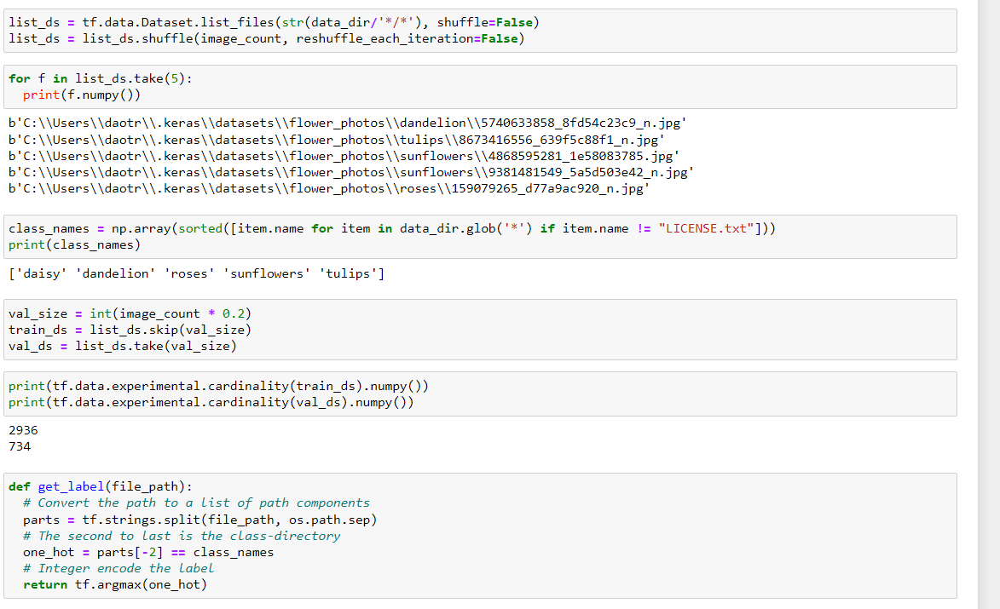 list_ds = tf.data.Dataset.list_files(str(data_dir/'*/*'), shuffle=False)
list_ds = list_ds.shuffle(image_count, reshuffle_each_iteration=False)
for f in list_ds.take(5):
  print(f.numpy())
b'C:\\Users\\daotr\\.keras\\datasets\\flower_photos\\dandelion\\5740633858_8fd54c23c9_n.jpg'
b'C:\\Users\\daotr\\.keras\\datasets\\flower_photos\\tulips\\8673416556_639f5c88f1_n.jpg'
b'C:\\Users\\daotr\\.keras\\datasets\\flower_photos\\sunflowers\\4868595281_1e58083785.jpg'
b'C:\\Users\\daotr\\.keras\\datasets\\flower_photos\\sunflowers\\9381481549_5a5d503e42_n.jpg'
b'C:\\Users\\daotr\\.keras\\datasets\\flower_photos\\roses\\159079265_d77a9ac920_n.jpg'
class_names = np.array(sorted([item.name for item in data_dir.glob('*') if item.name != "LICENSE.txt"]))
print(class_names)
['daisy' 'dandelion' 'roses' 'sunflowers' 'tulips']
val_size = int(image_count * 0.2)
train_ds = list_ds.skip(val_size)
val_ds = list_ds.take(val_size)
print(tf.data.experimental.cardinality(train_ds).numpy())
print(tf.data.experimental.cardinality(val_ds).numpy())
2936
734
def get_label(file_path):
  # Convert the path to a list of path components
  parts = tf.strings.split(file_path, os.path.sep)
  # The second to last is the class-directory
  one_hot = parts[-2] == class_names
  # Integer encode the label
  return tf.argmax(one_hot)